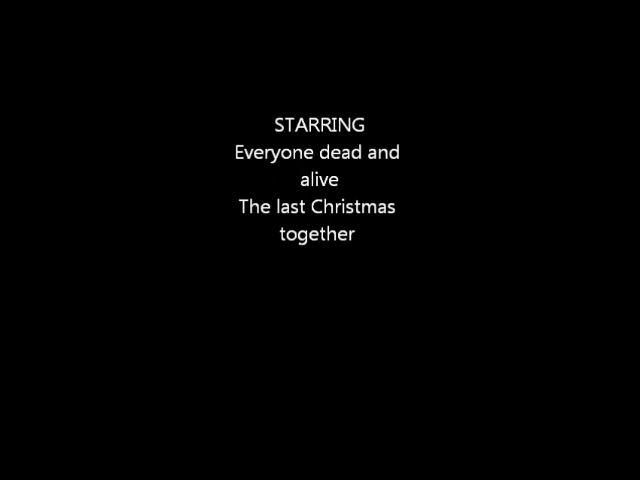 STARRING
Everyone dead and
alive
The last Christmas
together